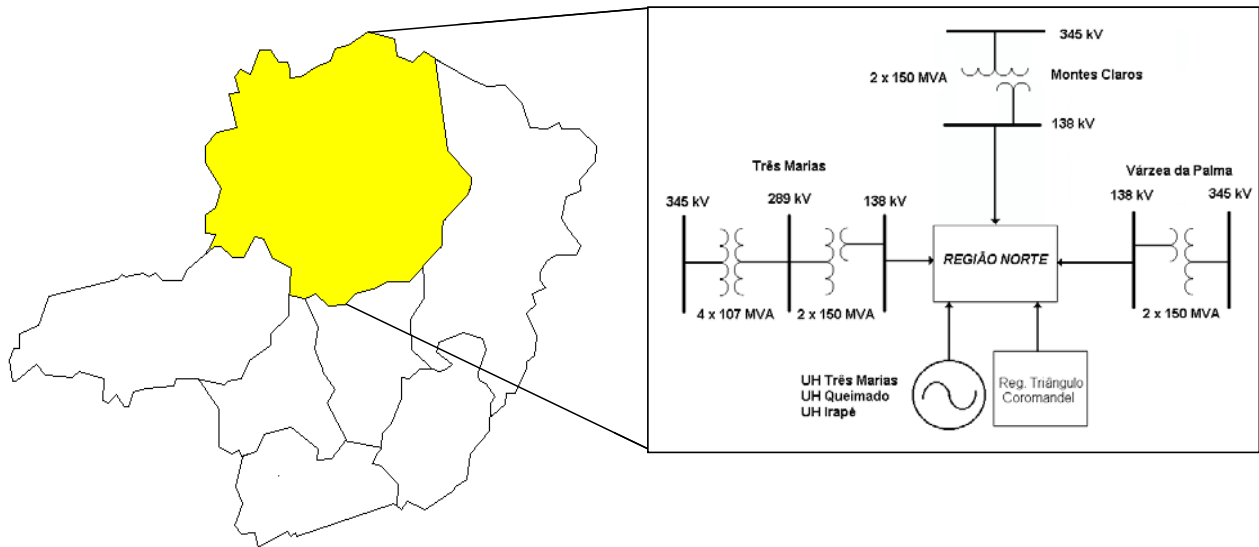 345 kV
2 x 150 MVA
Montes Claros
138 kV
Três Marias
345 kV
289 kV
138 kV
4 x 107 MVA
2 x 150 MVA
REGIÃO NORTE
Várzea da Palma
138 kV
345 kV
2 x 150 MVA
UH Três Marias
UH Queimado
UH Irapê
Reg. Triângulo
Coromandel